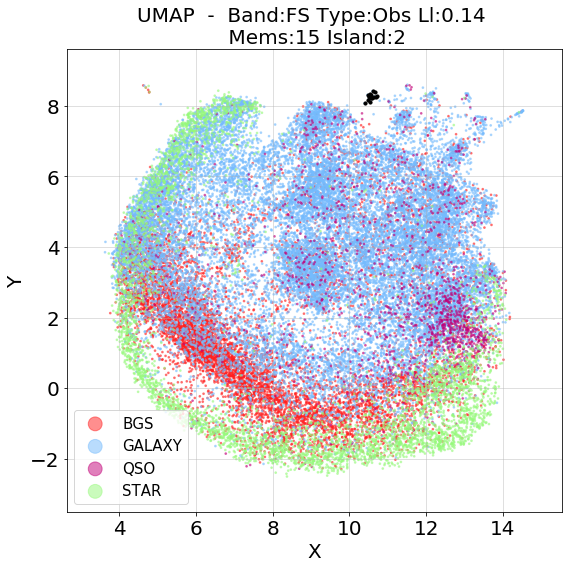 UMAP  -  Band:FS Type:Obs Ll:0.14
Mems:15 Island:2
Y
8
6
4
2
0
−2
BGS
GALAXY
QSO
STAR
4 6 8 10 12 14
X